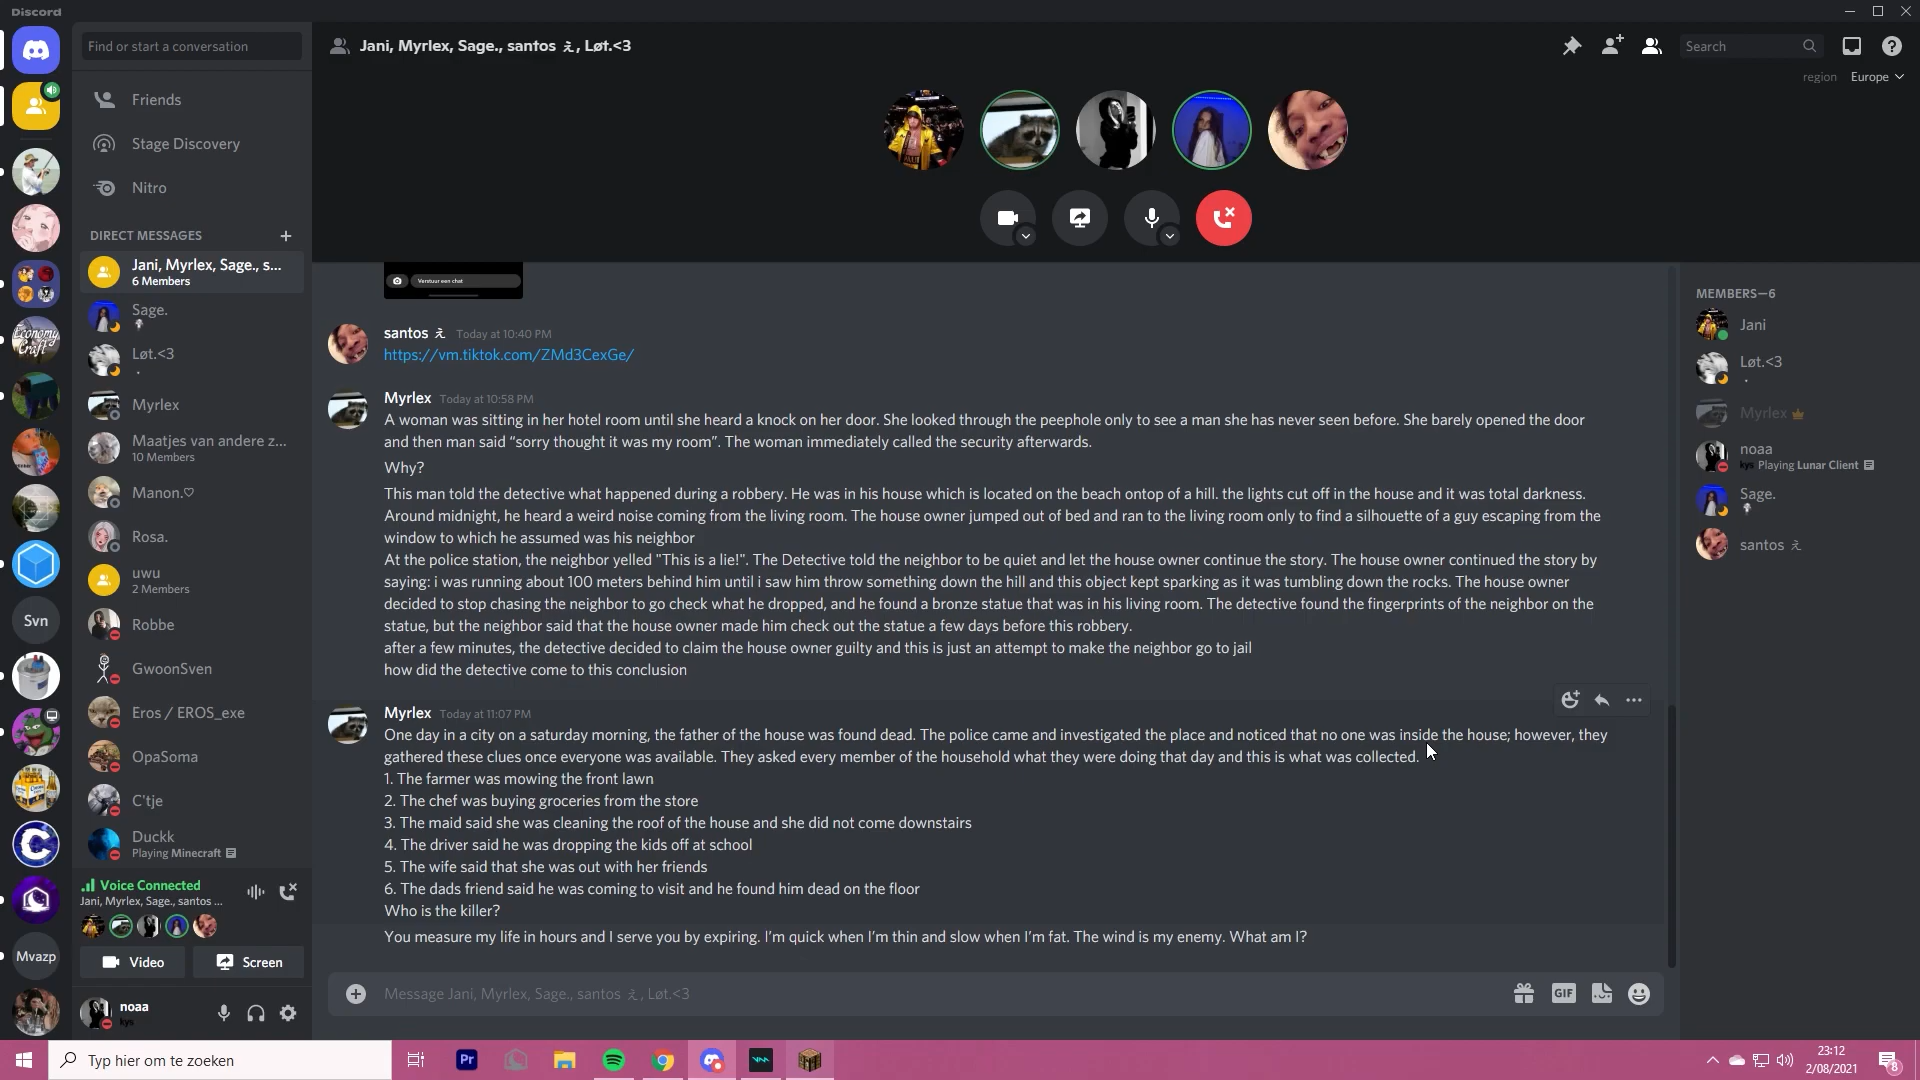 Discord
Find or start a conversation
Friends
Stage Discovery
Nitro
DIRECT MESSAGES
Jani, Myrlex, Sage., s...
6 Members
Sage.
Løt.<3
.
Myrlex
Maatjes van andere z...
10 Members
Manon.♡
Rosa.
uwu
2 Members
Robbe
GwoonSven
Eros / EROS_exe
OpaSoma
C'tje
Duckk
Playing Minecraft
Economy Craft
Svn
Mvazp
Voice Connected
Jani, Myrlex, Sage., santos ...
Video
Screen
noaa
kys
Jani, Myrlex, Sage., santos え, Løt.<3
Search
region Europe
Verstuur een chat
santos え Today at 10:40 PM
https://vm.tiktok.com/ZMd3CexGe/
Myrlex Today at 10:58 PM
A woman was sitting in her hotel room until she heard a knock on her door. She looked through the peephole only to see a man she has never seen before. She barely opened the door
and then man said “sorry thought it was my room”. The woman immediately called the security afterwards.
Why?
This man told the detective what happened during a robbery. He was in his house which is located on the beach ontop of a hill. the lights cut off in the house and it was total darkness.
Around midnight, he heard a weird noise coming from the living room. The house owner jumped out of bed and ran to the living room only to find a silhouette of a guy escaping from the
window to which he assumed was his neighbor
At the police station, the neighbor yelled "This is a lie!". The Detective told the neighbor to be quiet and let the house owner continue the story. The house owner continued the story by
saying: i was running about 100 meters behind him until i saw him throw something down the hill and this object kept sparking as it was tumbling down the rocks. The house owner
decided to stop chasing the neighbor to go check what he dropped, and he found a bronze statue that was in his living room. The detective found the fingerprints of the neighbor on the
statue, but the neighbor said that the house owner made him check out the statue a few days before this robbery.
after a few minutes, the detective decided to claim the house owner guilty and this is just an attempt to make the neighbor go to jail
how did the detective come to this conclusion
Myrlex Today at 11:07 PM
One day in a city on a saturday morning, the father of the house was found dead. The police came and investigated the place and noticed that no one was inside the house; however, they
gathered these clues once everyone was available. They asked every member of the household what they were doing that day and this is what was collected.
1. The farmer was mowing the front lawn
2. The chef was buying groceries from the store
3. The maid said she was cleaning the roof of the house and she did not come downstairs
4. The driver said he was dropping the kids off at school
5. The wife said that she was out with her friends
6. The dads friend said he was coming to visit and he found him dead on the floor
Who is the killer?
You measure my life in hours and I serve you by expiring. I’m quick when I’m thin and slow when I’m fat. The wind is my enemy. What am I?
Message Jani, Myrlex, Sage., santos え, Løt.<3
GIF
MEMBERS—6
Jani
Løt.<3
.
Myrlex
noaa
kys Playing Lunar Client
Sage.
santos え
Typ hier om te zoeken
Pr
23:12
2/08/2021
8